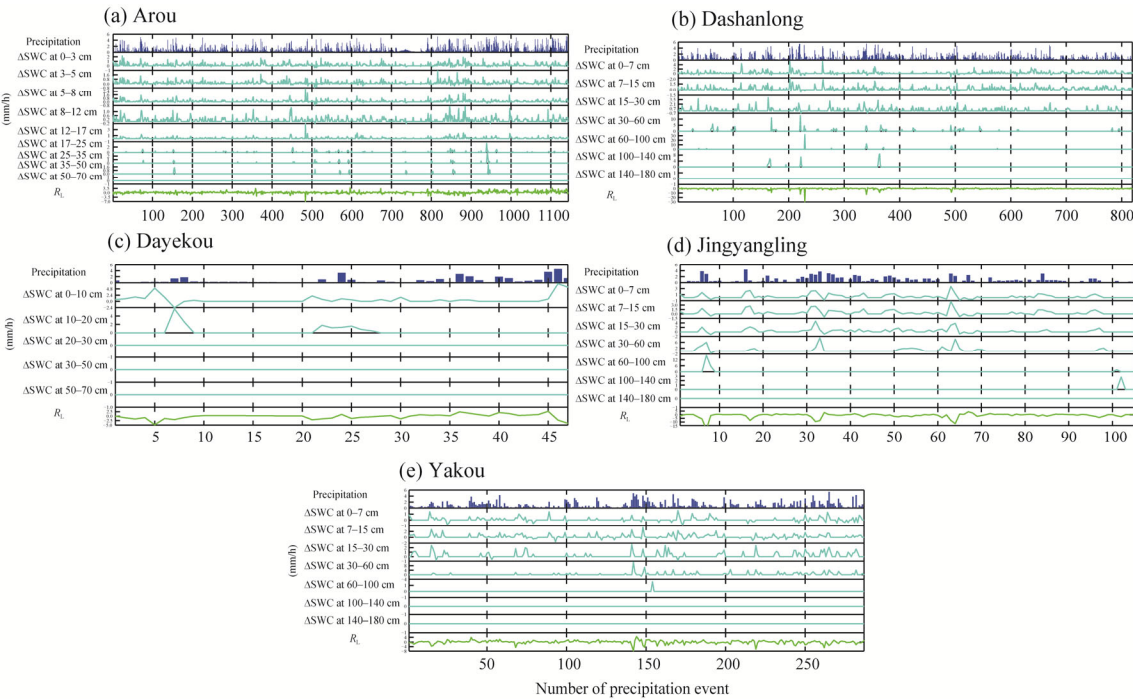 (a) Arou
Precipitation
ΔSWC at 0–3 cm
ΔSWC at 3–5 cm
ΔSWC at 5–8 cm
ΔSWC at 8–12 cm
ΔSWC at 12–17 cm
ΔSWC at 17–25 cm
ΔSWC at 25–35 cm
ΔSWC at 35–50 cm
ΔSWC at 50–70 cm
R_L
(mm/h)
100 200 300 400 500 600 700 800 900 1000 1100
(b) Dashanlong
Precipitation
ΔSWC at 0–7 cm
ΔSWC at 7–15 cm
ΔSWC at 15–30 cm
ΔSWC at 30–60 cm
ΔSWC at 60–100 cm
ΔSWC at 100–140 cm
ΔSWC at 140–180 cm
R_L
100 200 300 400 500 600 700 800
(c) Dayekou
Precipitation
ΔSWC at 0–10 cm
ΔSWC at 10–20 cm
ΔSWC at 20–30 cm
ΔSWC at 30–50 cm
ΔSWC at 50–70 cm
R_L
(mm/h)
5 10 15 20 25 30 35 40 45
(d) Jingyangling
Precipitation
ΔSWC at 0–7 cm
ΔSWC at 7–15 cm
ΔSWC at 15–30 cm
ΔSWC at 30–60 cm
ΔSWC at 60–100 cm
ΔSWC at 100–140 cm
ΔSWC at 140–180 cm
R_L
10 20 30 40 50 60 70 80 90 100
(e) Yakou
Precipitation
ΔSWC at 0–7 cm
ΔSWC at 7–15 cm
ΔSWC at 15–30 cm
ΔSWC at 30–60 cm
ΔSWC at 60–100 cm
ΔSWC at 100–140 cm
ΔSWC at 140–180 cm
R_L
(mm/h)
50 100 150 200 250
Number of precipitation event